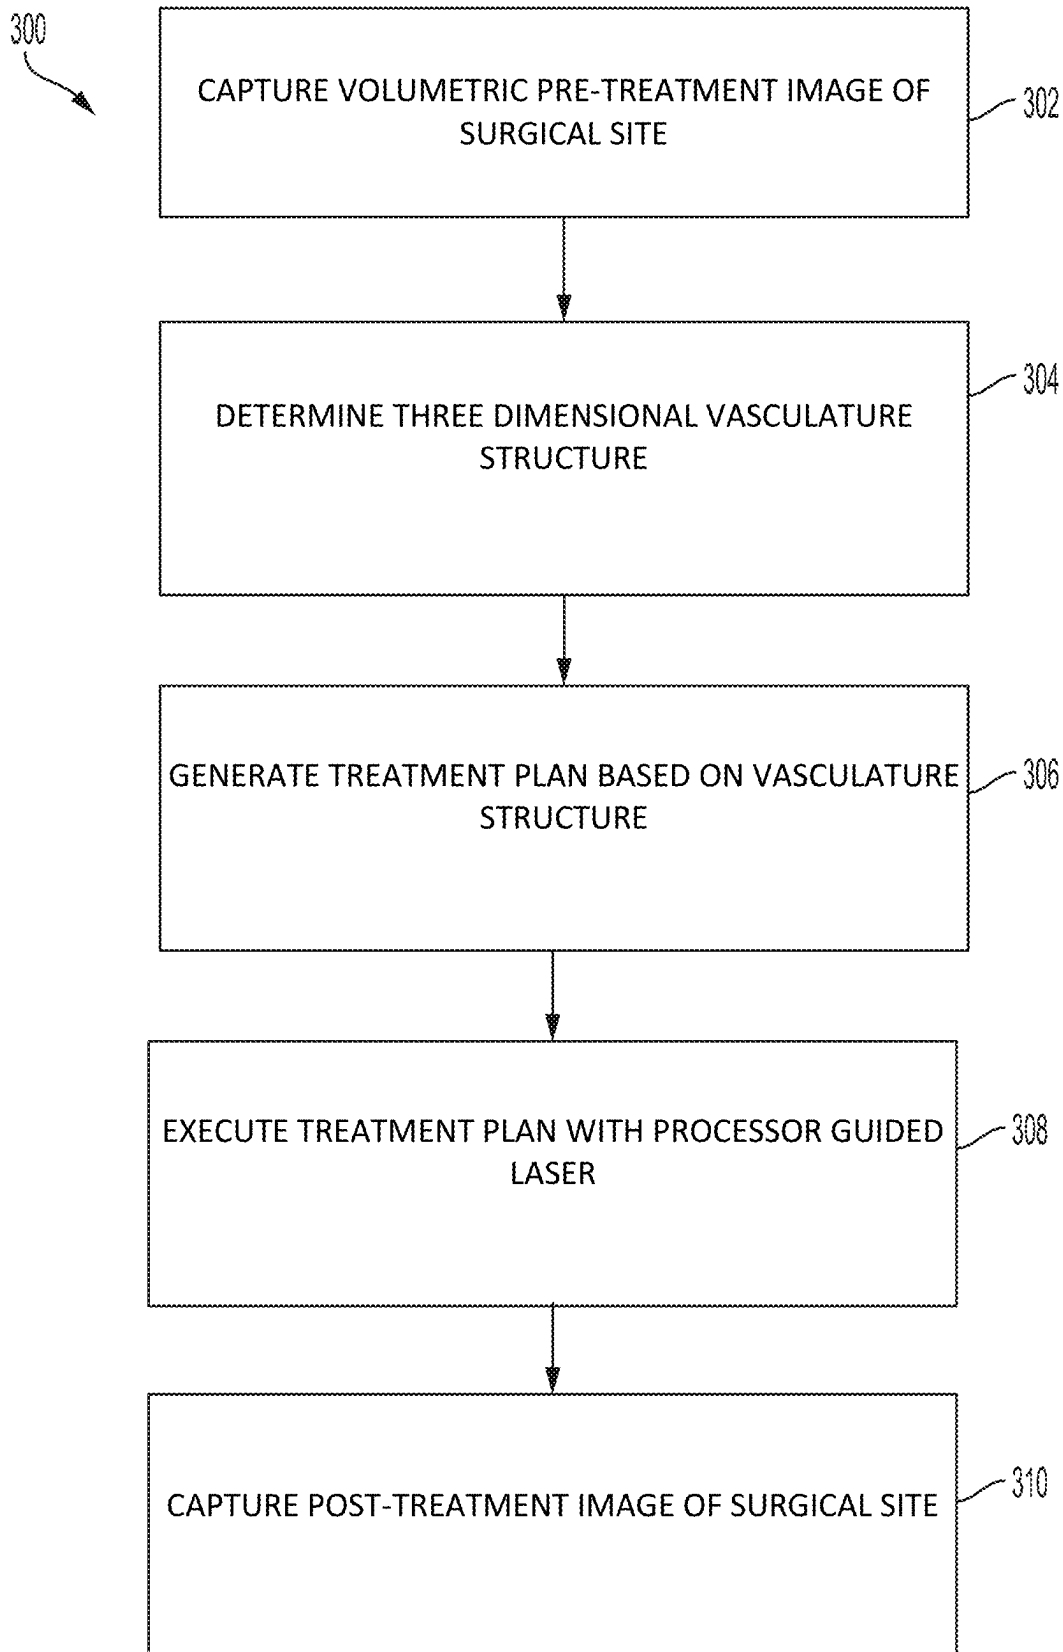 300
CAPTURE VOLUMETRIC PRE-TREATMENT IMAGE OF
SURGICAL SITE
302
DETERMINE THREE DIMENSIONAL VASCULATURE
STRUCTURE
304
GENERATE TREATMENT PLAN BASED ON VASCULATURE
STRUCTURE
306
EXECUTE TREATMENT PLAN WITH PROCESSOR GUIDED
LASER
308
CAPTURE POST-TREATMENT IMAGE OF SURGICAL SITE
310